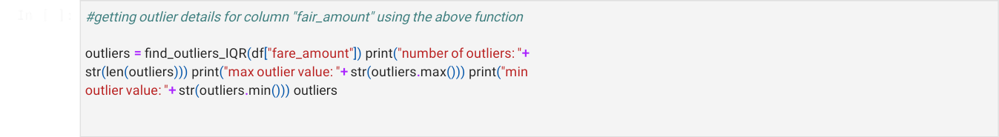 In [ ]: #getting outlier details for column "fair_amount" using the above function
outliers = find_outliers_IQR(df["fare_amount"]) print("number of outliers: "+
str(len(outliers))) print("max outlier value: "+ str(outliers.max())) print("min
outlier value: "+ str(outliers.min())) outliers